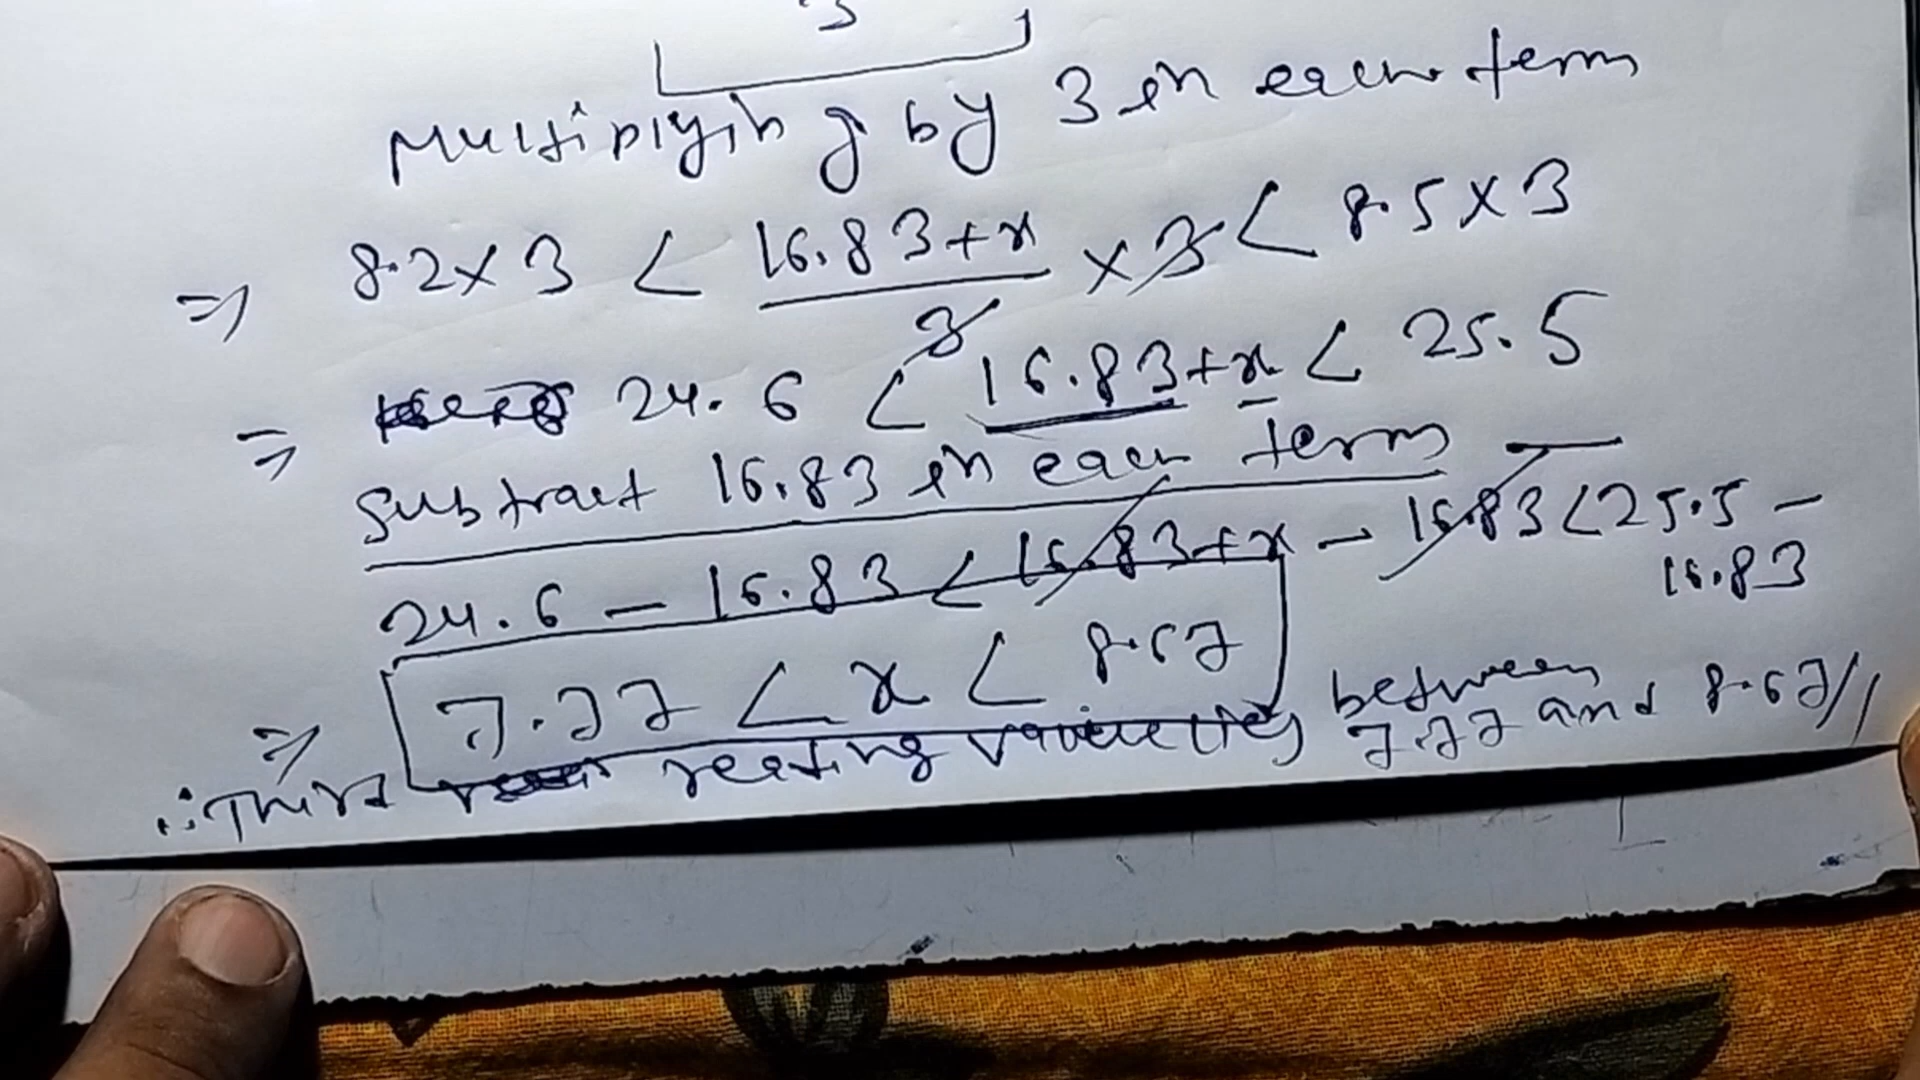 3
Multiplying by 3 in each term
⇒ 8.2×3 < 16.83+x / 3 ×3 < 8.5×3
⇒ 24.6 < 16.83+x < 25.5
Subtract 16.83 in each term
24.6 − 16.83 < 16.83+x − 16.83 < 25.5 − 16.83
⇒ 7.77 < x < 8.67
∴ Third reating between 7.77 and 8.67//